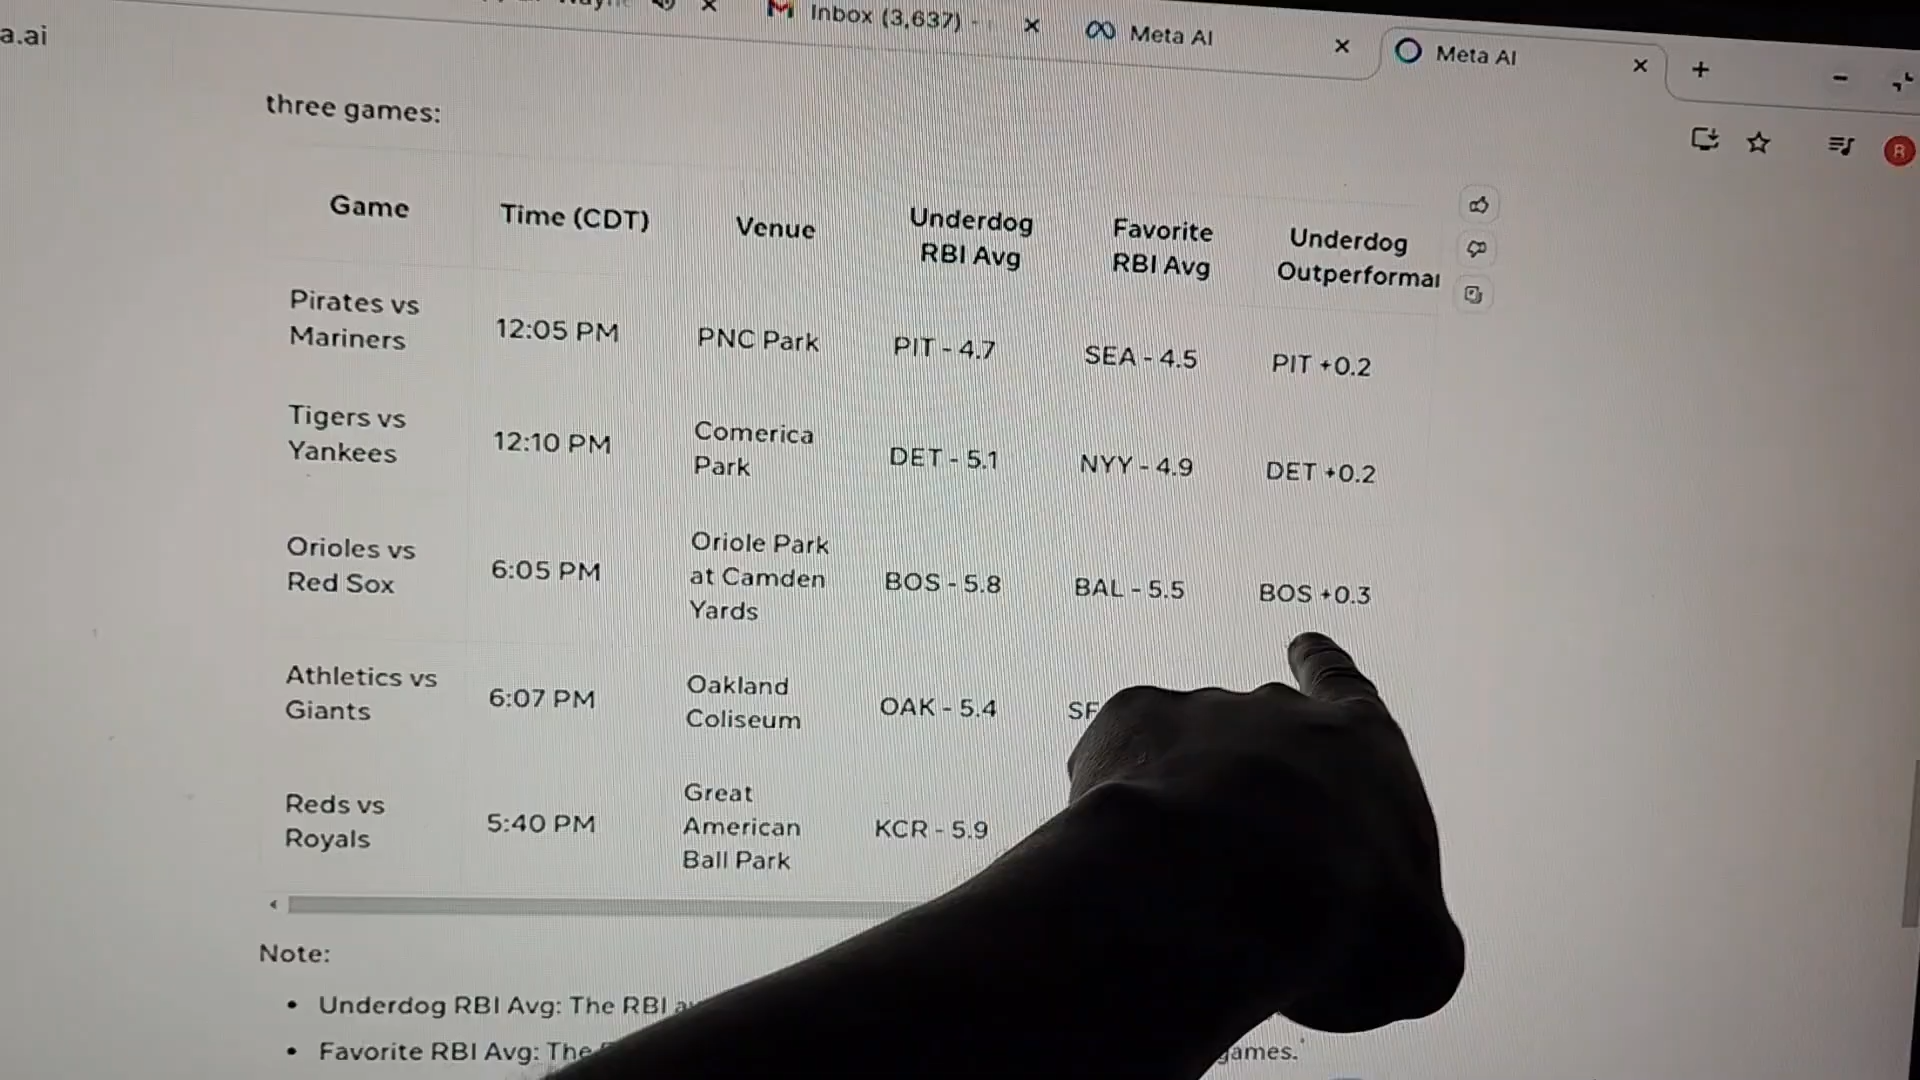 Inbox (3,637) -
Meta AI
Meta AI
a.ai
three games:
Game
Time (CDT)
Venue
Underdog
RBI Avg
Favorite
RBI Avg
Underdog
Outperformar
Pirates vs
Mariners
12:05 PM
PNC Park
PIT - 4.7
SEA - 4.5
PIT +0.2
Tigers vs
Yankees
12:10 PM
Comerica
Park
DET - 5.1
NYY - 4.9
DET +0.2
Orioles vs
Red Sox
6:05 PM
Oriole Park
at Camden
Yards
BOS - 5.8
BAL - 5.5
BOS +0.3
Athletics vs
Giants
6:07 PM
Oakland
Coliseum
OAK - 5.4
SF
Reds vs
Royals
5:40 PM
Great
American
Ball Park
KCR - 5.9
Note:
• Underdog RBI Avg: The RBI
• Favorite RBI Avg: The
games.
R